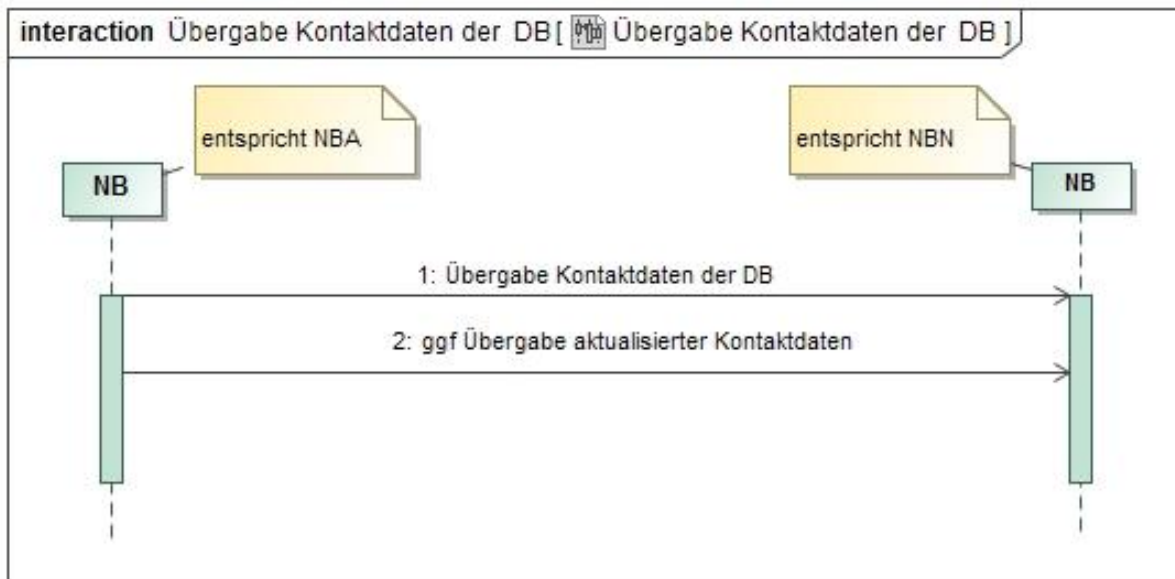 interaction Übergabe Kontaktdaten der DB[ Übergabe Kontaktdaten der DB ]
entspricht NBA
entspricht NBN
NB
NB
1: Übergabe Kontaktdaten der DB
2: ggf Übergabe aktualisierter Kontaktdaten